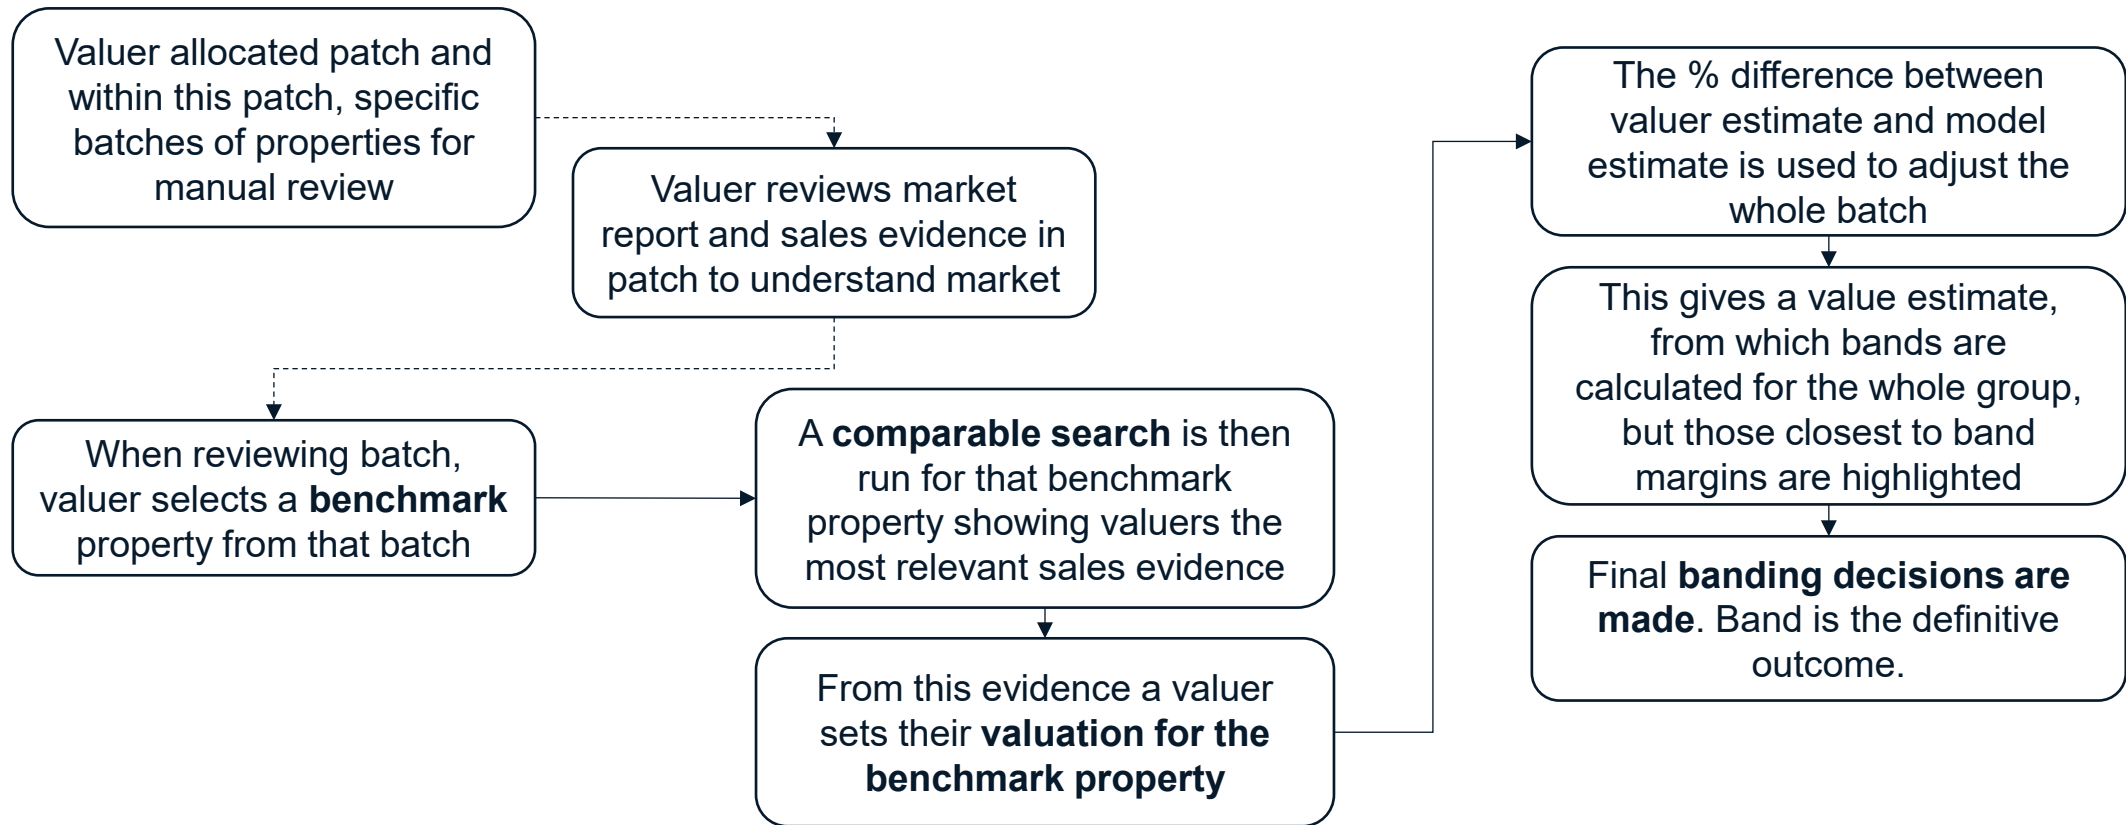 Valuer allocated patch and
within this patch, specific
batches of properties for
manual review
Valuer reviews market
report and sales evidence in
patch to understand market
When reviewing batch,
valuer selects a benchmark
property from that batch
A comparable search is then
run for that benchmark
property showing valuers the
most relevant sales evidence
From this evidence a valuer
sets their valuation for the
benchmark property
The % difference between
valuer estimate and model
estimate is used to adjust the
whole batch
This gives a value estimate,
from which bands are
calculated for the whole group,
but those closest to band
margins are highlighted
Final banding decisions are
made. Band is the definitive
outcome.